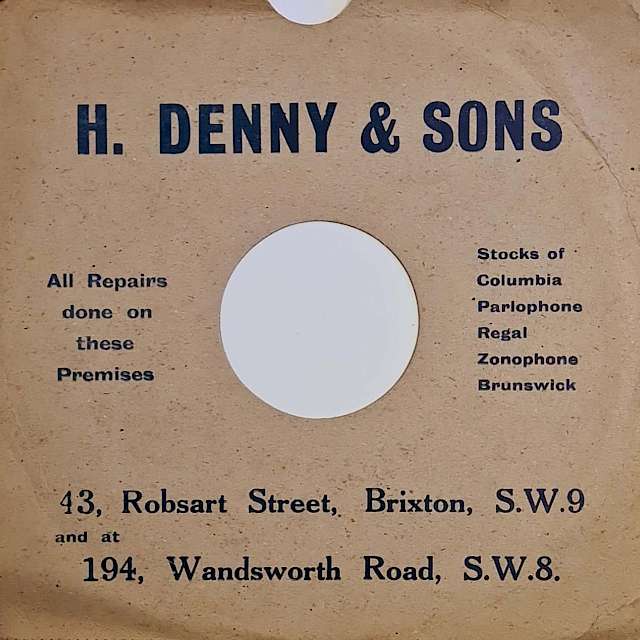 H. DENNY & SONS
All Repairs
done on
these
Premises
Stocks of
Columbia
Parlophone
Regal
Zonophone
Brunswick
43, Robsart Street, Brixton, S.W.9
and at
194, Wandsworth Road, S.W.8.